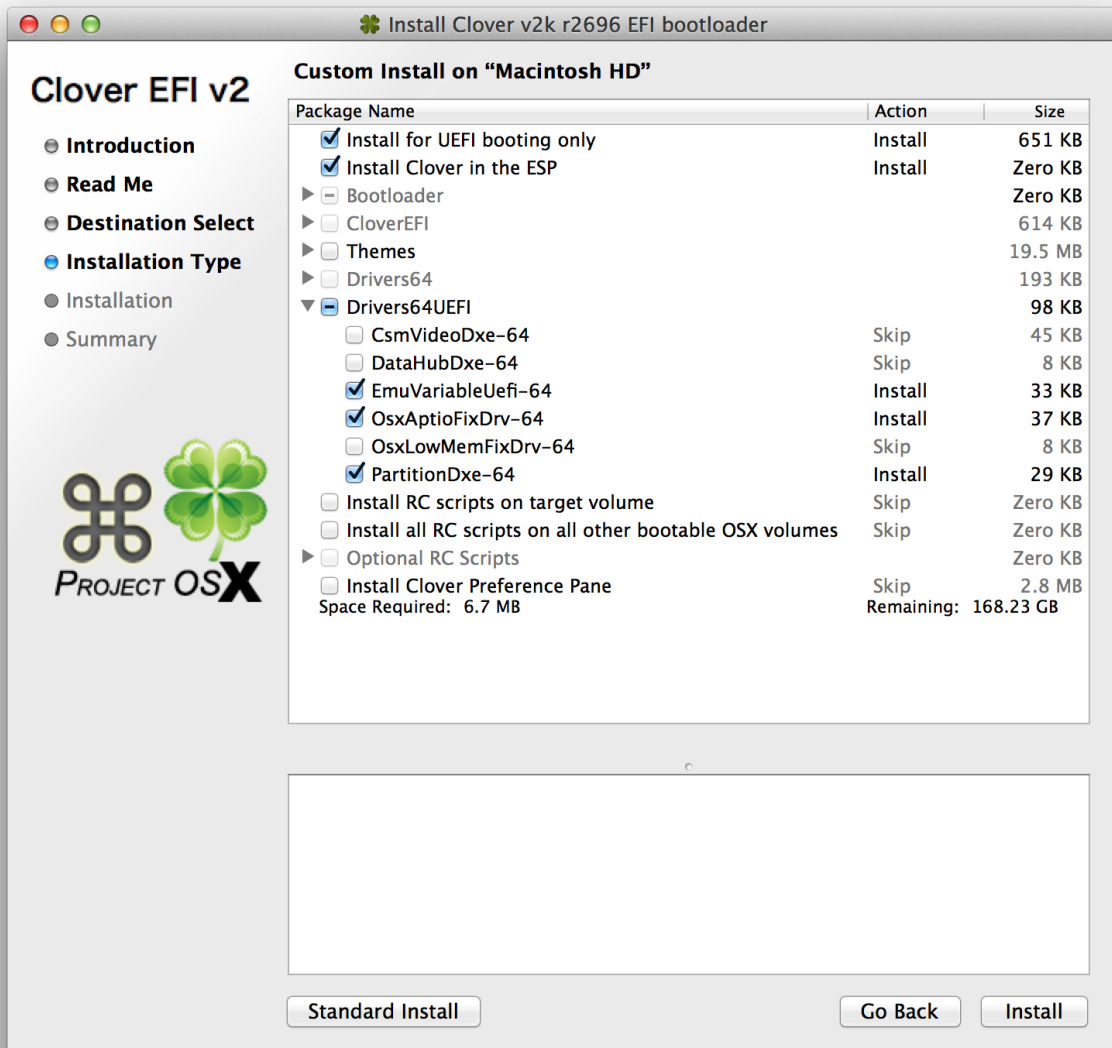 Install Clover v2k r2696 EFI bootloader
Clover EFI v2
Introduction
Read Me
Destination Select
Installation Type
Installation
Summary
PROJECT OSX
Custom Install on “Macintosh HD”
Package Name Action Size
Install for UEFI booting only Install 651 KB
Install Clover in the ESP Install Zero KB
Bootloader Zero KB
CloverEFI 614 KB
Themes 19.5 MB
Drivers64 193 KB
Drivers64UEFI 98 KB
CsmVideoDxe-64 Skip 45 KB
DataHubDxe-64 Skip 8 KB
EmuVariableUefi-64 Install 33 KB
OsxAptioFixDrv-64 Install 37 KB
OsxLowMemFixDrv-64 Skip 8 KB
PartitionDxe-64 Install 29 KB
Install RC scripts on target volume Skip Zero KB
Install all RC scripts on all other bootable OSX volumes Skip Zero KB
Optional RC Scripts Zero KB
Install Clover Preference Pane Skip 2.8 MB
Space Required: 6.7 MB Remaining: 168.23 GB
Standard Install Go Back Install